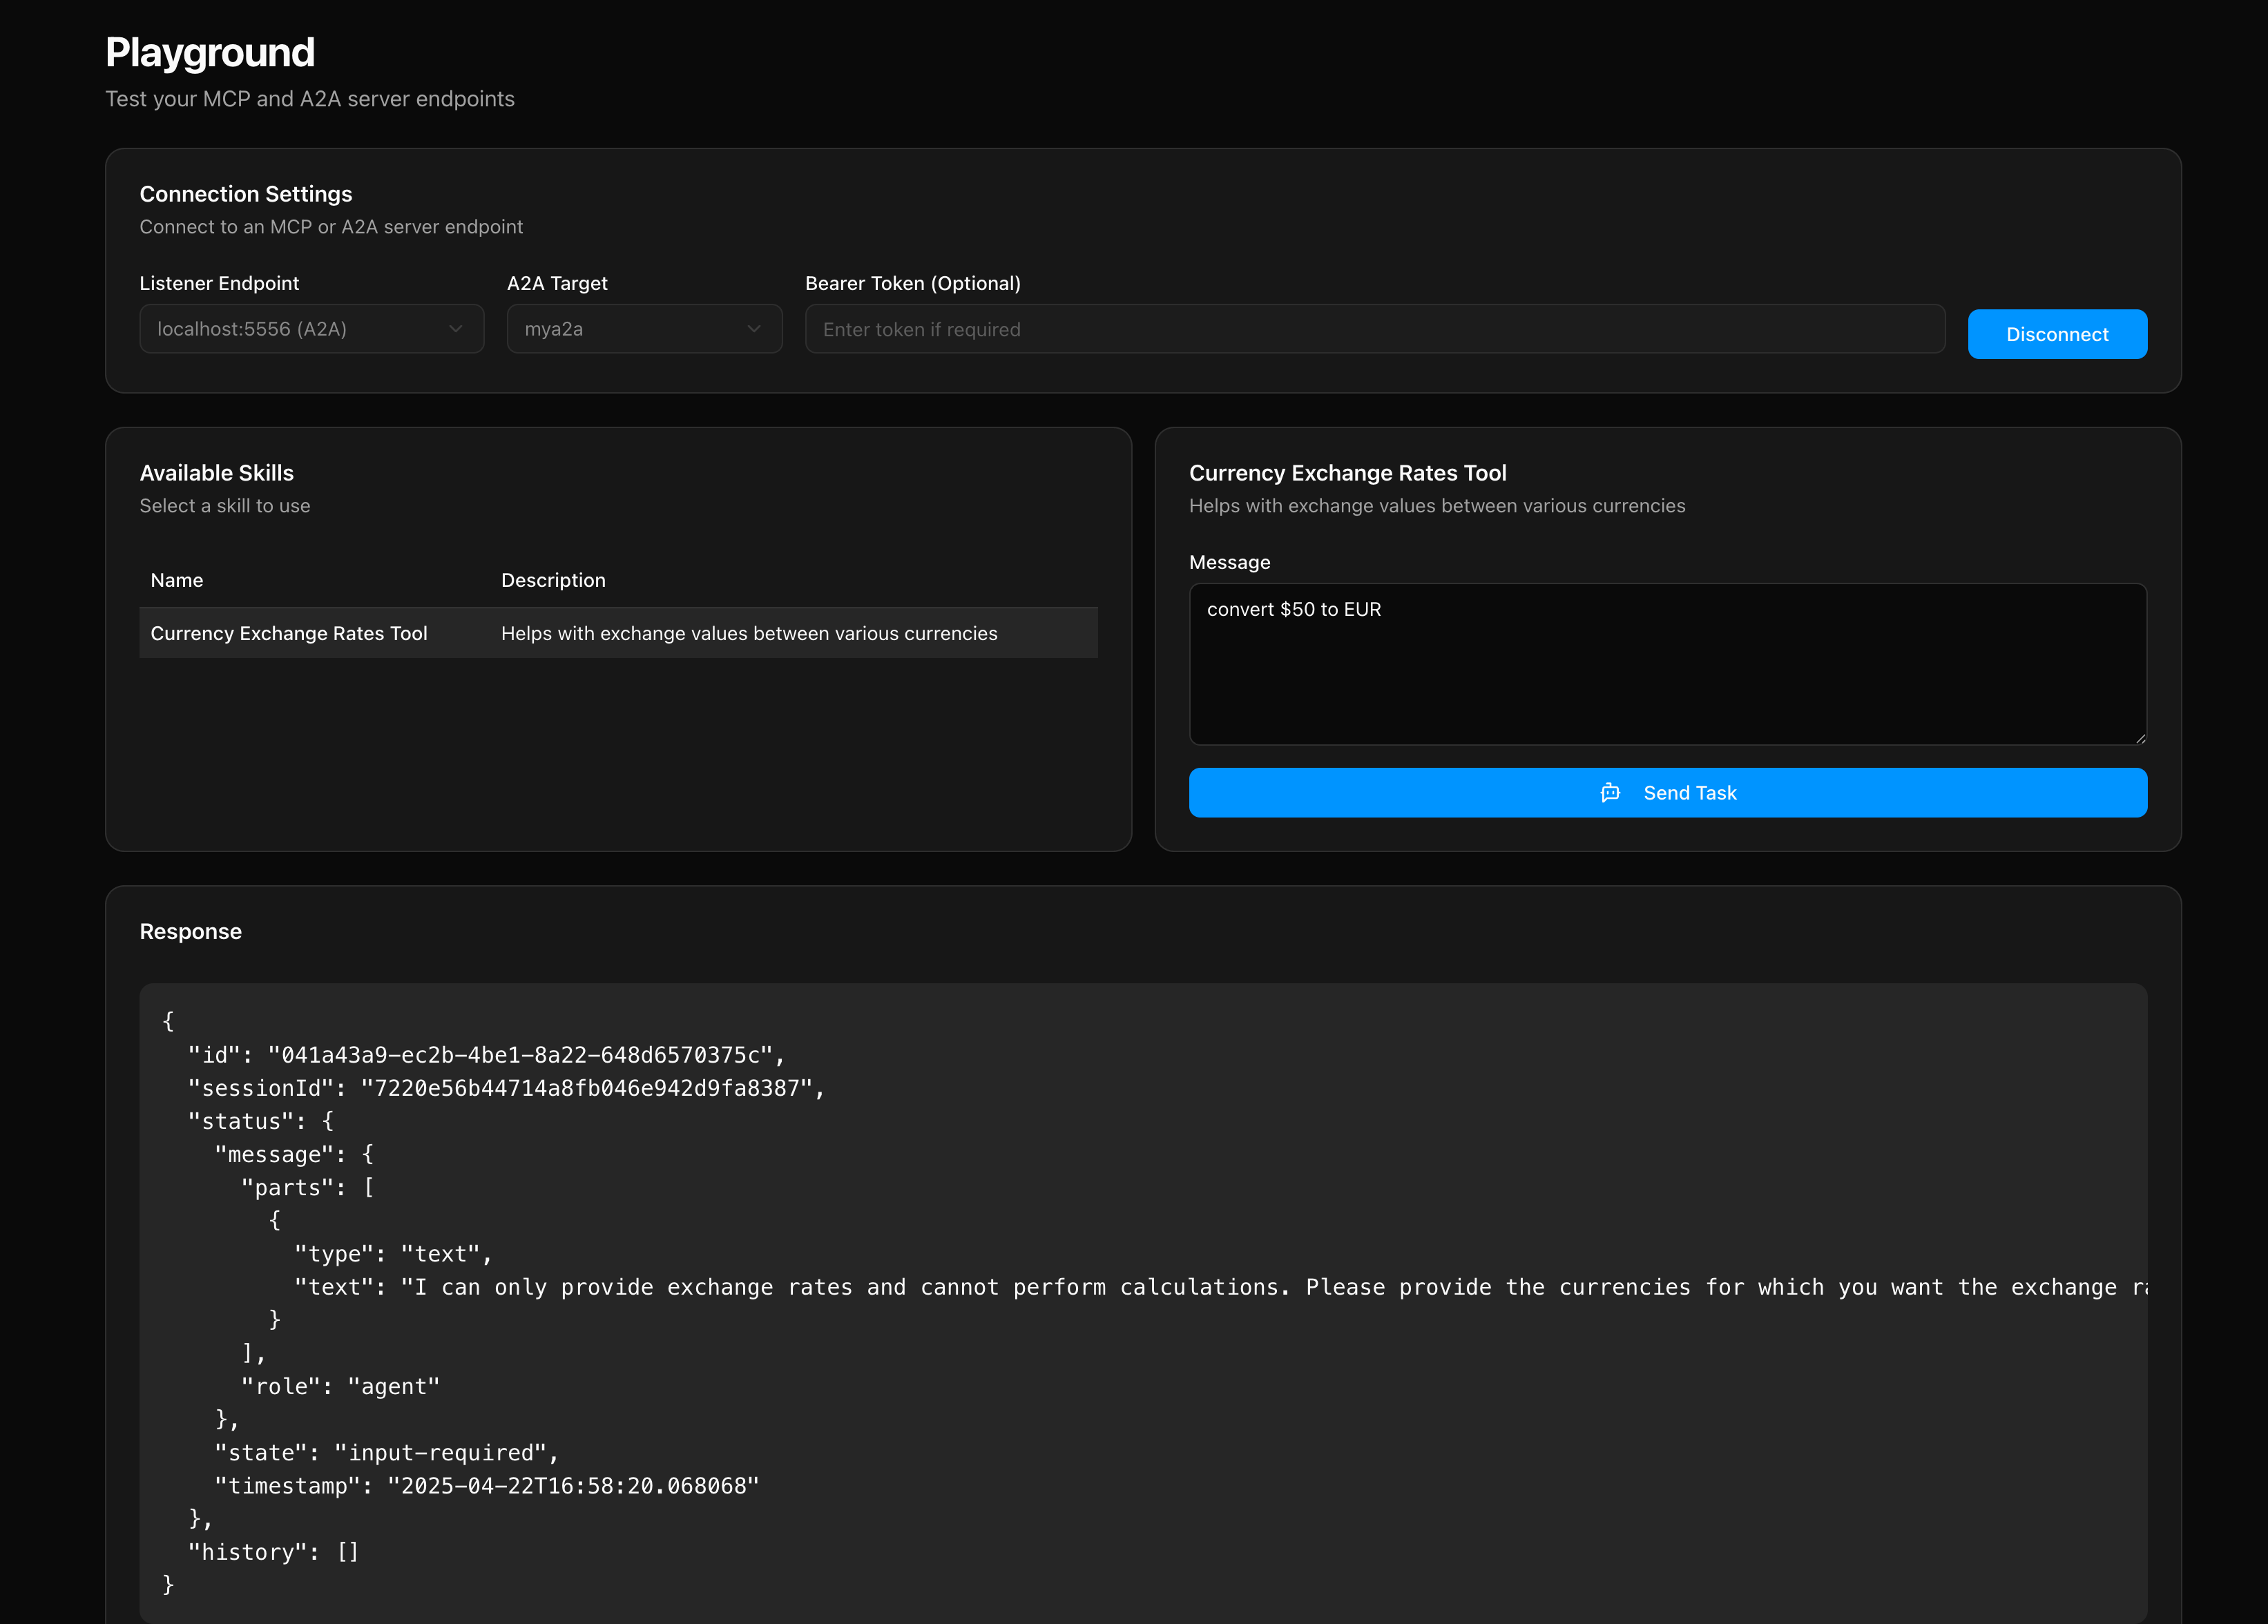 Playground
Test your MCP and A2A server endpoints
Connection Settings
Connect to an MCP or A2A server endpoint
Listener Endpoint
A2A Target
Bearer Token (Optional)
localhost:5556 (A2A)
mya2a
Enter token if required
Disconnect
Available Skills
Select a skill to use
Name
Description
Currency Exchange Rates Tool
Helps with exchange values between various currencies
Currency Exchange Rates Tool
Helps with exchange values between various currencies
Message
convert $50 to EUR
Send Task
Response
{
  "id": "041a43a9-ec2b-4be1-8a22-648d6570375c",
  "sessionId": "7220e56b44714a8fb046e942d9fa8387",
  "status": {
    "message": {
      "parts": [
        {
          "type": "text",
          "text": "I can only provide exchange rates and cannot perform calculations. Please provide the currencies for which you want the exchange
        }
      ],
      "role": "agent"
    },
    "state": "input-required",
    "timestamp": "2025-04-22T16:58:20.068068"
  },
  "history": []
}